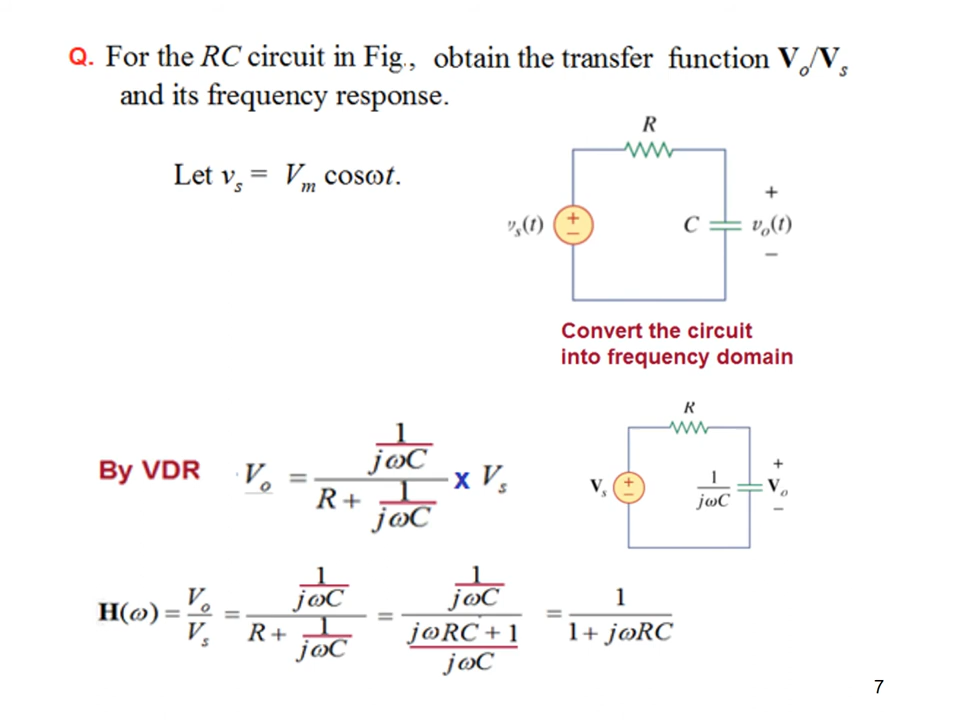 Q. For the RC circuit in Fig., obtain the transfer function Vo/Vs
and its frequency response.
Let vs = Vm cosωt.
R
vs(t) + − C + vo(t) −
Convert the circuit
into frequency domain
By VDR Vo = (1/jωC)/(R + 1/jωC) x Vs
R
Vs + − 1/jωC + Vo −
H(ω) = Vo/Vs = (1/jωC)/(R + 1/jωC) = (1/jωC)/((jωRC + 1)/jωC) = 1/(1 + jωRC)
7